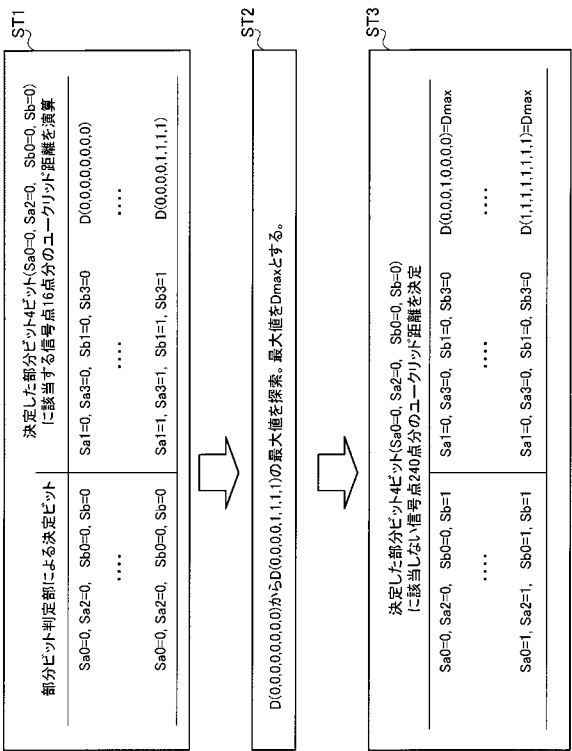 ST1
部分ビット判定部による決定ビット
決定した部分ビット4ビット(Sa0=0, Sa2=0, Sb0=0, Sb=0)
に該当する信号点16点分のユークリッド距離を演算
Sa0=0, Sa2=0, Sb0=0, Sb=0 Sa1=0, Sa3=0, Sb1=0, Sb3=0 D(0,0,0,0,0,0,0,0)
‥‥ ‥‥ ‥‥
Sa0=0, Sa2=0, Sb0=0, Sb=0 Sa1=1, Sa3=1, Sb1=1, Sb3=1 D(0,0,0,0,1,1,1,1)
ST2
D(0,0,0,0,0,0,0,0)からD(0,0,0,0,1,1,1,1)の最大値を探索。最大値をDmaxとする。
ST3
決定した部分ビット4ビット(Sa0=0, Sa2=0, Sb0=0, Sb=0)
に該当しない信号点240点分のユークリッド距離を決定
Sa0=0, Sa2=0, Sb0=0, Sb=1 Sa1=0, Sa3=0, Sb1=0, Sb3=0 D(0,0,0,1,0,0,0,0)=Dmax
‥‥ ‥‥ ‥‥
Sa0=1, Sa2=1, Sb0=1, Sb=1 Sa1=0, Sa3=0, Sb1=0, Sb3=0 D(1,1,1,1,1,1,1,1)=Dmax